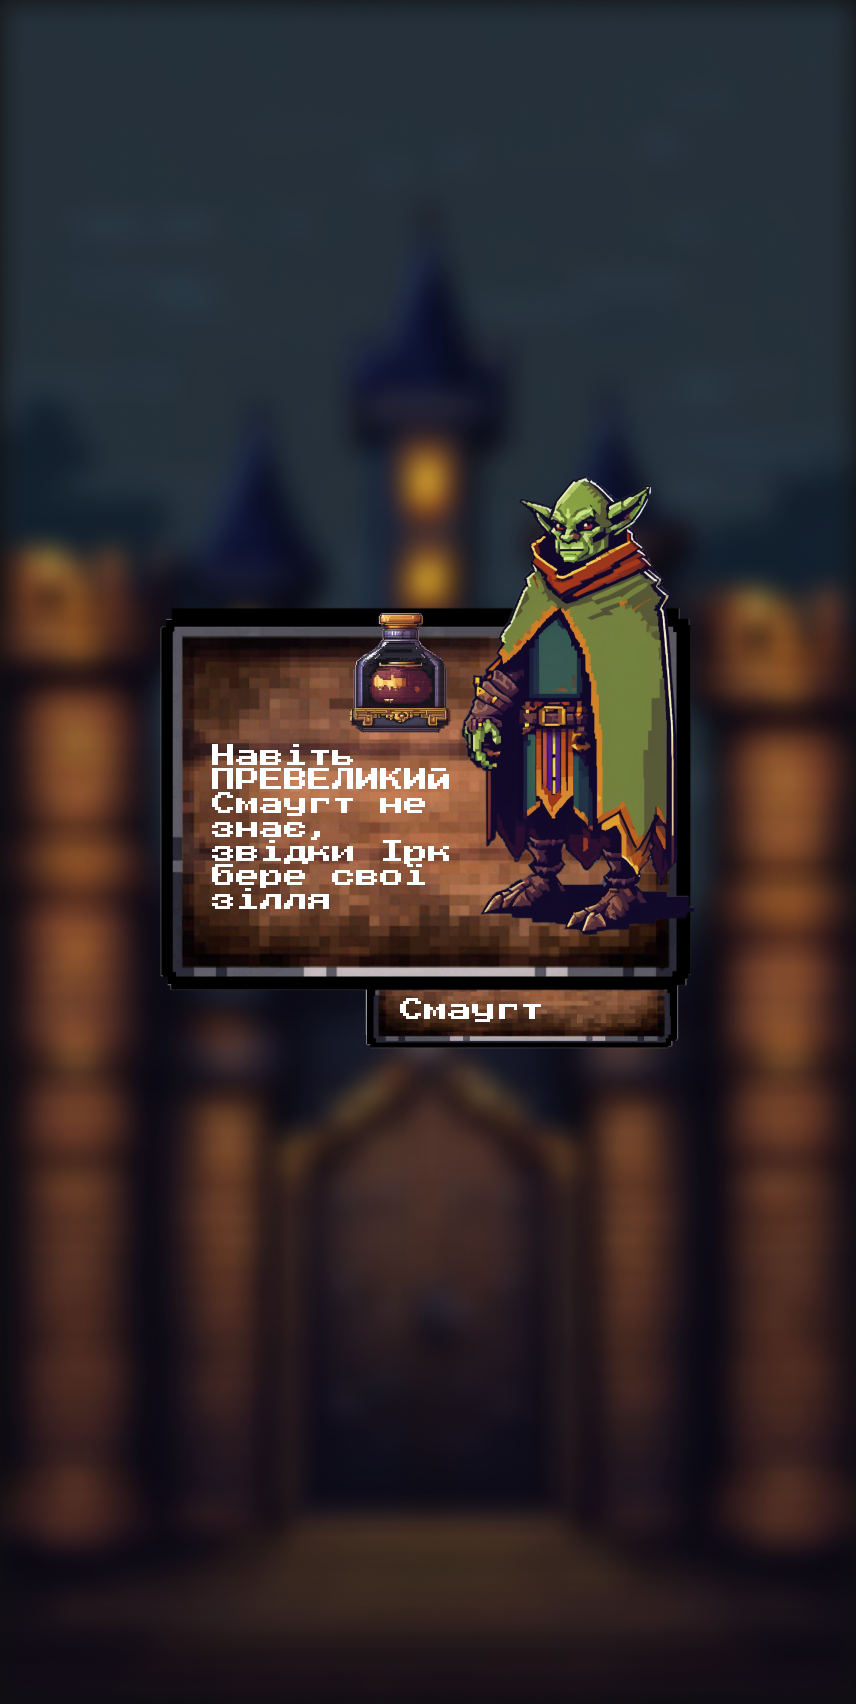 Навіть
ПРЕВЕЛИКИй
Смаугт не
знає,
звідки Ірк
бере свої
зілля
Смаугт